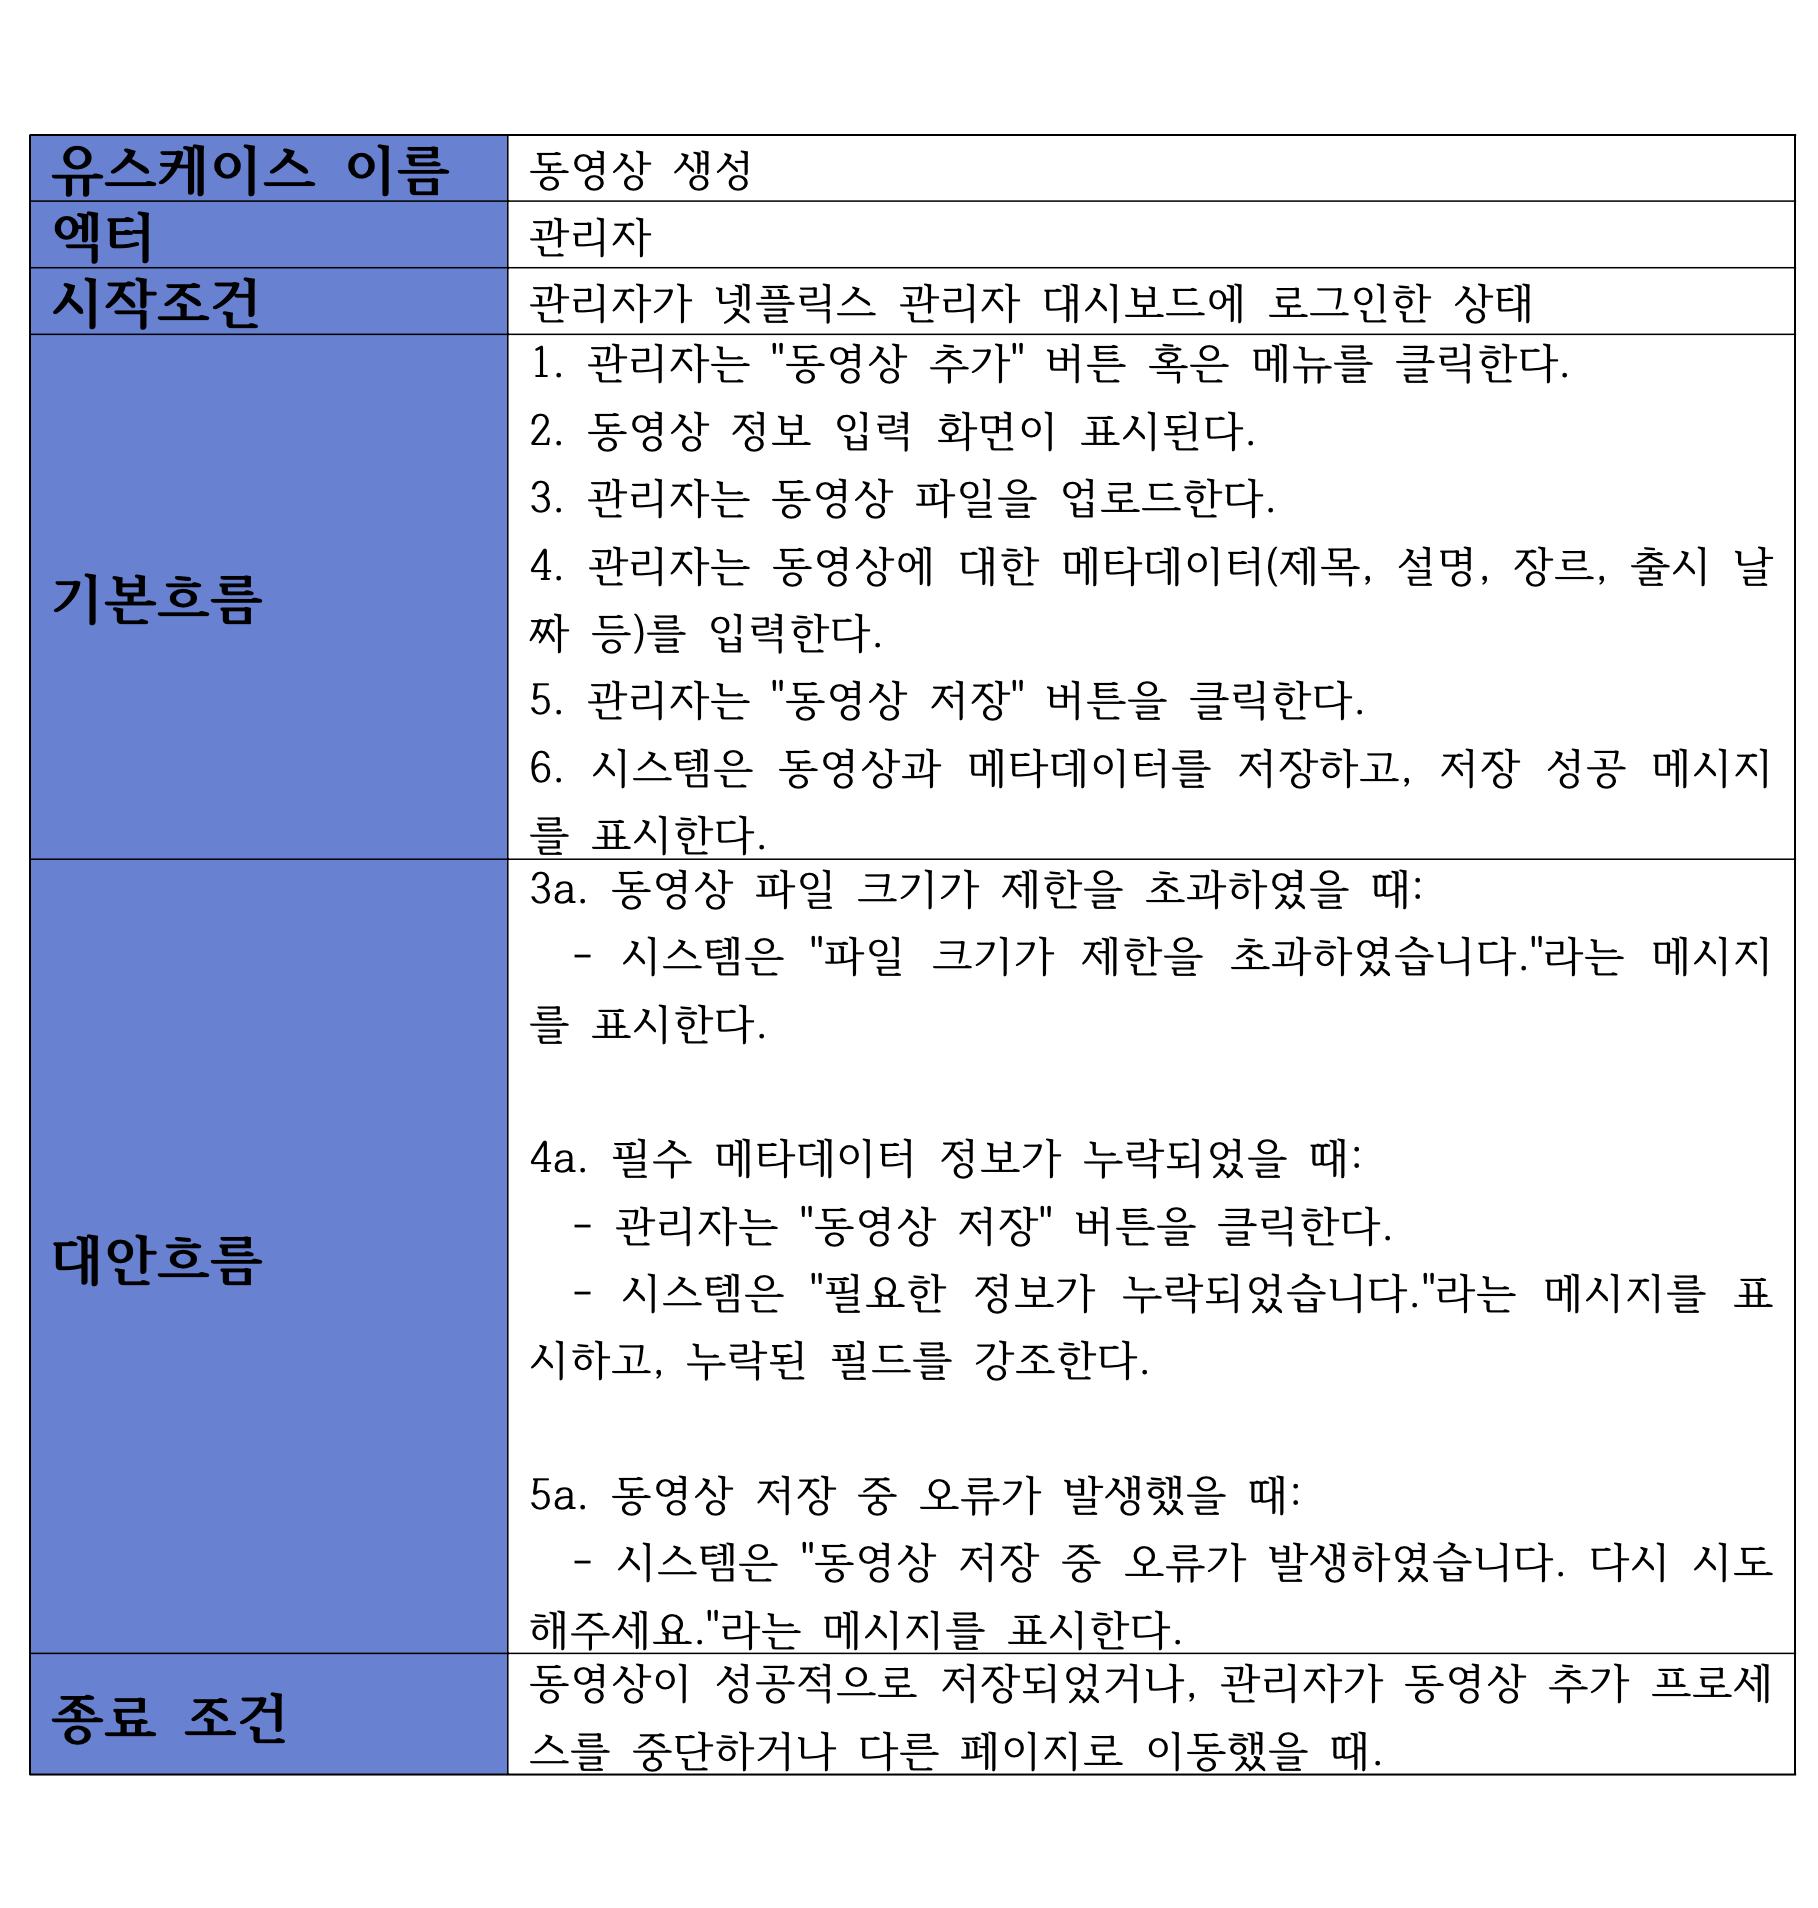 유스케이스 이름
동영상 생성
엑터
관리자
시작조건
관리자가 넷플릭스 관리자 대시보드에 로그인한 상태
기본흐름
1. 관리자는 "동영상 추가" 버튼 혹은 메뉴를 클릭한다.
2. 동영상 정보 입력 화면이 표시된다.
3. 관리자는 동영상 파일을 업로드한다.
4. 관리자는 동영상에 대한 메타데이터(제목, 설명, 장르, 출시 날
짜 등)를 입력한다.
5. 관리자는 "동영상 저장" 버튼을 클릭한다.
6. 시스템은 동영상과 메타데이터를 저장하고, 저장 성공 메시지
를 표시한다.
대안흐름
3a. 동영상 파일 크기가 제한을 초과하였을 때:
- 시스템은 "파일 크기가 제한을 초과하였습니다."라는 메시지
를 표시한다.
4a. 필수 메타데이터 정보가 누락되었을 때:
- 관리자는 "동영상 저장" 버튼을 클릭한다.
- 시스템은 "필요한 정보가 누락되었습니다."라는 메시지를 표
시하고, 누락된 필드를 강조한다.
5a. 동영상 저장 중 오류가 발생했을 때:
- 시스템은 "동영상 저장 중 오류가 발생하였습니다. 다시 시도
해주세요."라는 메시지를 표시한다.
종료 조건
동영상이 성공적으로 저장되었거나, 관리자가 동영상 추가 프로세
스를 중단하거나 다른 페이지로 이동했을 때.